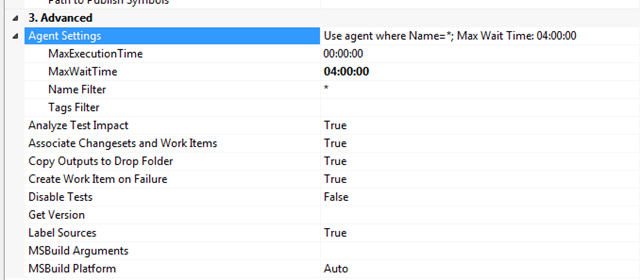 Path to Publish Symbols
3. Advanced
Agent Settings Use agent where Name=*; Max Wait Time: 04:00:00
MaxExecutionTime 00:00:00
MaxWaitTime 04:00:00
Name Filter *
Tags Filter
Analyze Test Impact True
Associate Changesets and Work Items True
Copy Outputs to Drop Folder True
Create Work Item on Failure True
Disable Tests False
Get Version
Label Sources True
MSBuild Arguments
MSBuild Platform Auto